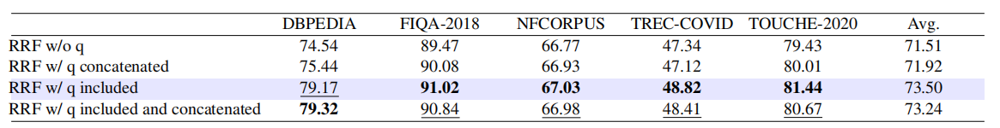 DBPEDIA FIQA-2018 NFCORPUS TREC-COVID TOUCHE-2020 Avg.
RRF w/o q 74.54 89.47 66.77 47.34 79.43 71.51
RRF w/ q concatenated 75.44 90.08 66.93 47.12 80.01 71.92
RRF w/ q included 79.17 91.02 67.03 48.82 81.44 73.50
RRF w/ q included and concatenated 79.32 90.84 66.98 48.41 80.67 73.24